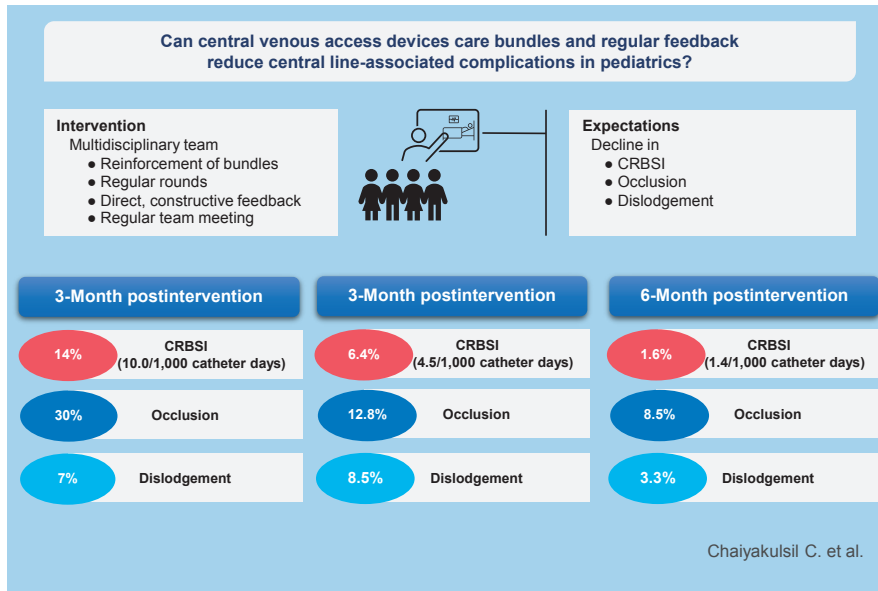 Can central venous access devices care bundles and regular feedback
reduce central line-associated complications in pediatrics?
Intervention
Multidisciplinary team
● Reinforcement of bundles
● Regular rounds
● Direct, constructive feedback
● Regular team meeting
Expectations
Decline in
● CRBSI
● Occlusion
● Dislodgement
3-Month postintervention
14%
CRBSI
(10.0/1,000 catheter days)
30%
Occlusion
7%
Dislodgement
3-Month postintervention
6.4%
CRBSI
(4.5/1,000 catheter days)
12.8%
Occlusion
8.5%
Dislodgement
6-Month postintervention
1.6%
CRBSI
(1.4/1,000 catheter days)
8.5%
Occlusion
3.3%
Dislodgement
Chaiyakulsil C. et al.